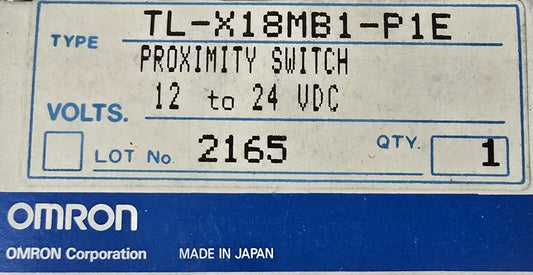 TYPE TL-X18MB1-P1E
PROXIMITY SWITCH
VOLTS. 12 to 24 VDC
LOT No. 2165 QTY. 1
OMRON
OMRON Corporation MADE IN JAPAN